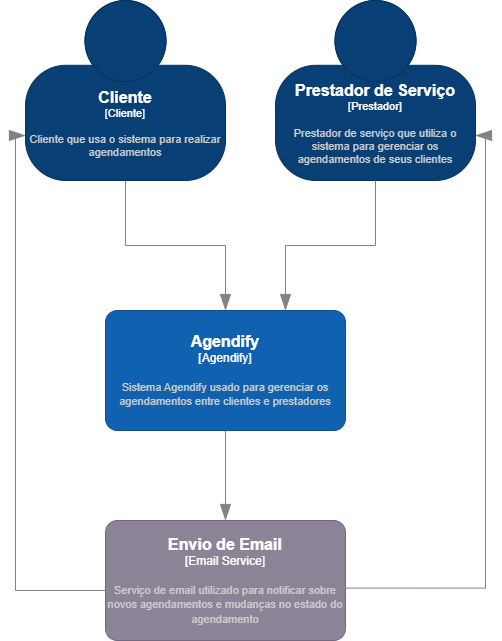 Cliente
[Cliente]
Cliente que usa o sistema para realizar
agendamentos
Prestador de Serviço
[Prestador]
Prestador de serviço que utiliza o
sistema para gerenciar os
agendamentos de seus clientes
Agendify
[Agendify]
Sistema Agendify usado para gerenciar os
agendamentos entre clientes e prestadores
Envio de Email
[Email Service]
Serviço de email utilizado para notificar sobre
novos agendamentos e mudanças no estado do
agendamento